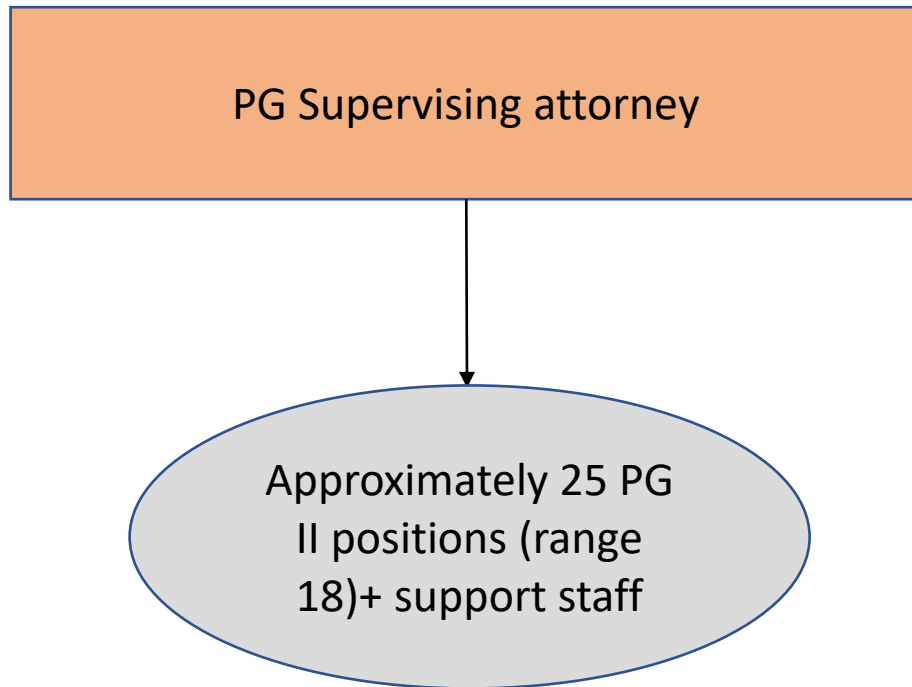 PG Supervising attorney
Approximately 25 PG
II positions (range
18)+ support staff